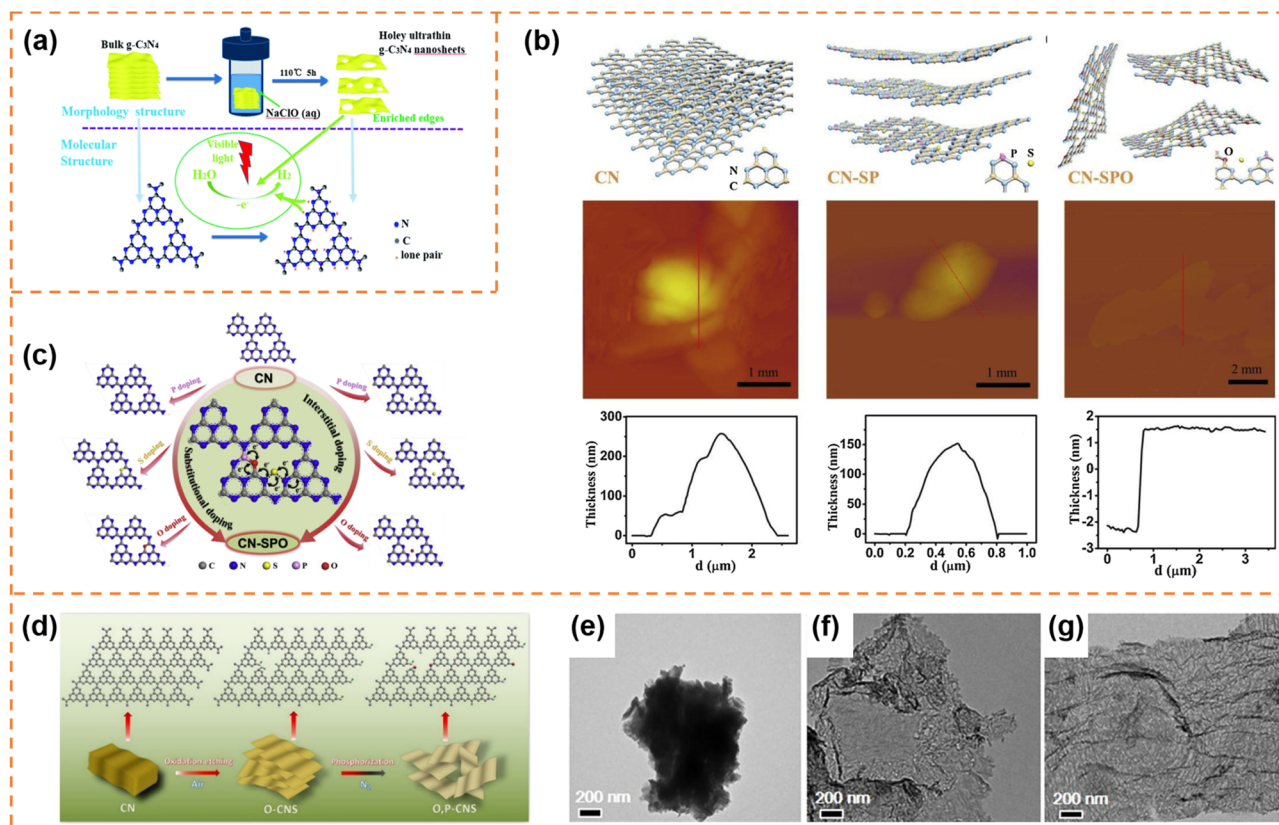 (a)
Bulk g-C3N4
110℃ 5h
Holey ultrathin
g-C3N4 nanosheets
NaClO (aq)
Morphology structure
Enriched edges
Molecular
Structure
Visible
light
H2O
H2
-e-
N
C
lone pair
(b)
CN
N
C
CN-SP
P
S
CN-SPO
O
1 mm
1 mm
2 mm
Thickness (nm)
300
200
100
0
0
1
2
d (μm)
Thickness (nm)
150
125
100
75
50
25
0
0.0
0.2
0.4
0.6
0.8
1.0
d (μm)
Thickness (nm)
3
2
1
0
-1
-2
-3
0
1
2
3
d (μm)
(c)
CN
P doping
P doping
S doping
S doping
O doping
O doping
Substitutional doping
Interstitial doping
e-
e-
e-
e-
e-
CN-SPO
C
N
S
P
O
(d)
CN
Oxidation etching
Air
O-CNS
Phosphorization
N2
O,P-CNS
(e)
200 nm
(f)
200 nm
(g)
200 nm